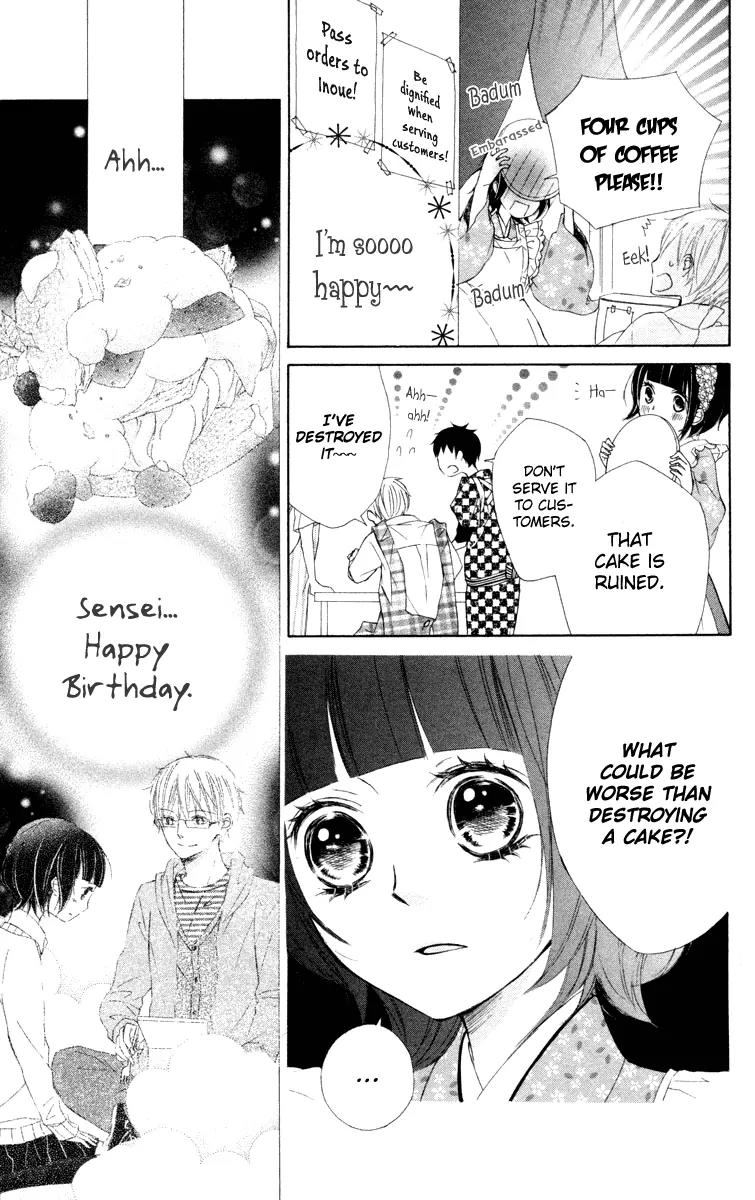 FOUR CUPS
OF COFFEE
PLEASE!!
Badum
Embarassed
Eek!
Badum
Be
dignified
when
serving
customers!
Pass
orders to
Inoue!
I'm soooo
happy~~
Ha—
THAT
CAKE IS
RUINED.
DON'T
SERVE IT
TO CUS-
TOMERS.
Ahh—
ahh!
I'VE
DESTROYED
IT~~~
WHAT
COULD BE
WORSE THAN
DESTROYING
A CAKE?!
...
Ahh...
Sensei...
Happy
Birthday.